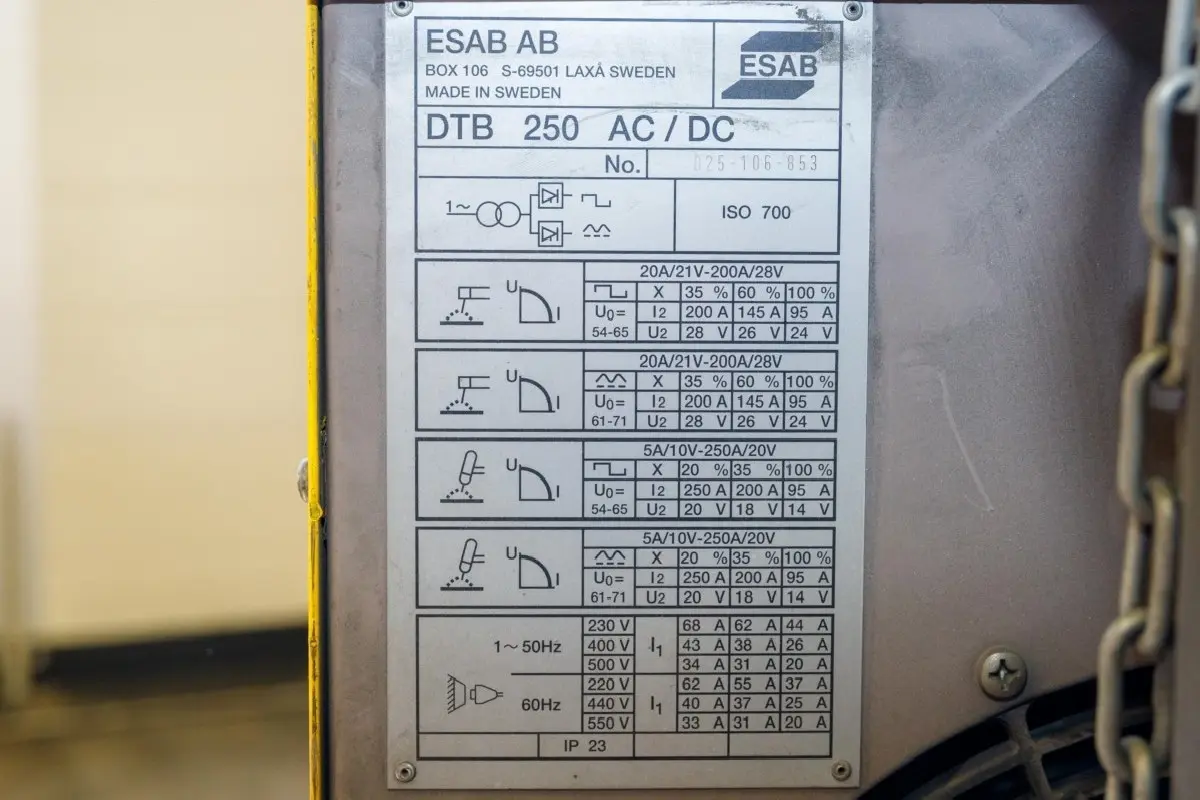 ESAB AB
BOX 106 S-69501 LAXÅ SWEDEN
MADE IN SWEDEN
ESAB
DTB 250 AC / DC
No. 025-106-853
1~
ISO 700
20A/21V-200A/28V
U X 35 % 60 % 100 %
I U0= I2 200 A 145 A 95 A
54-65 U2 28 V 26 V 24 V
20A/21V-200A/28V
U X 35 % 60 % 100 %
I U0= I2 200 A 145 A 95 A
61-71 U2 28 V 26 V 24 V
5A/10V-250A/20V
U X 20 % 35 % 100 %
I U0= I2 250 A 200 A 95 A
54-65 U2 20 V 18 V 14 V
5A/10V-250A/20V
U X 20 % 35 % 100 %
I U0= I2 250 A 200 A 95 A
61-71 U2 20 V 18 V 14 V
230 V 68 A 62 A 44 A
1~ 50Hz 400 V I1 43 A 38 A 26 A
500 V 34 A 31 A 20 A
220 V 62 A 55 A 37 A
60Hz 440 V I1 40 A 37 A 25 A
550 V 33 A 31 A 20 A
IP 23